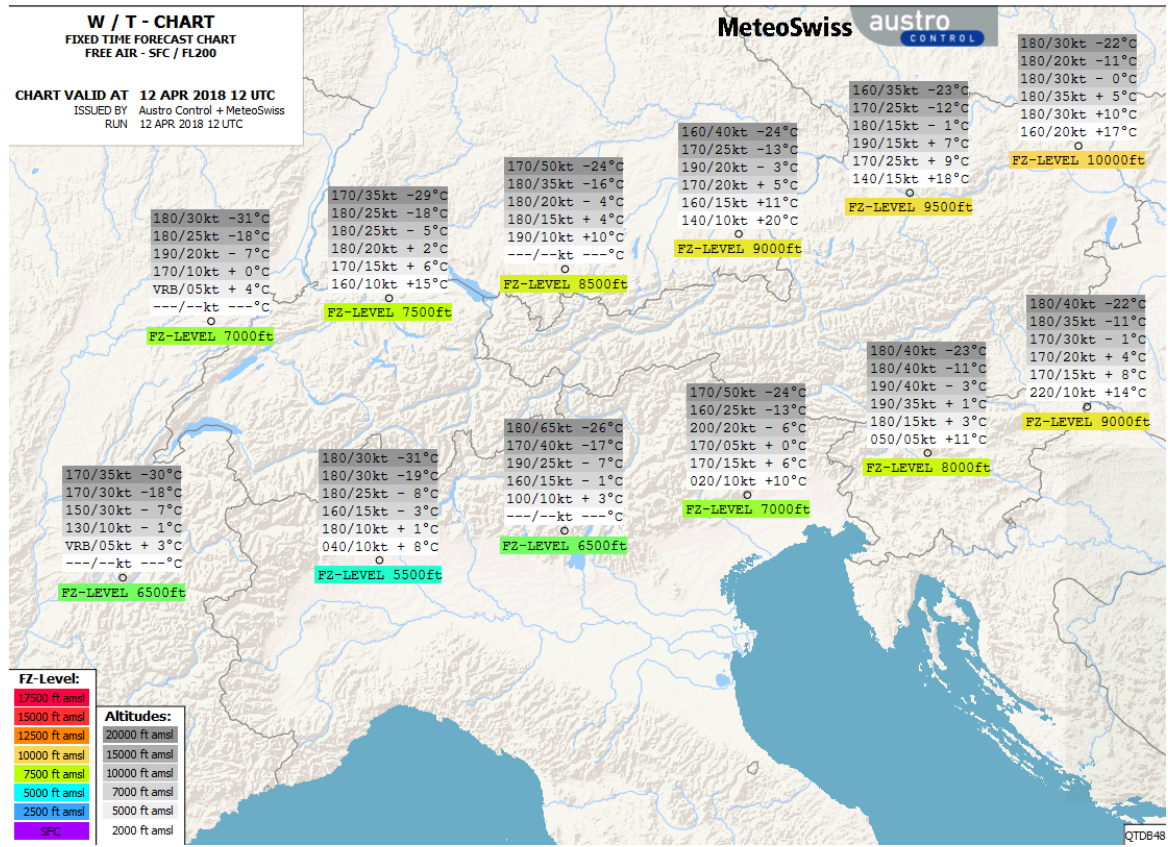 W / T - CHART
FIXED TIME FORECAST CHART
FREE AIR - SFC / FL200
CHART VALID AT 12 APR 2018 12 UTC
ISSUED BY Austro Control + MeteoSwiss
RUN 12 APR 2018 12 UTC
MeteoSwiss
austro
CONTROL
180/30kt -22°C
180/20kt -11°C
180/30kt - 0°C
180/35kt + 5°C
180/30kt +10°C
160/20kt +17°C
FZ-LEVEL 10000ft
160/35kt -23°C
170/25kt -12°C
180/15kt - 1°C
190/15kt + 7°C
170/25kt + 9°C
140/15kt +18°C
FZ-LEVEL 9500ft
160/40kt -24°C
170/25kt -13°C
190/20kt - 3°C
170/20kt + 5°C
160/15kt +11°C
140/10kt +20°C
FZ-LEVEL 9000ft
170/50kt -24°C
180/35kt -16°C
180/20kt - 4°C
180/15kt + 4°C
190/10kt +10°C
---/--kt ---°C
FZ-LEVEL 8500ft
170/35kt -29°C
180/25kt -18°C
180/25kt - 5°C
180/20kt + 2°C
170/15kt + 6°C
160/10kt +15°C
FZ-LEVEL 7500ft
180/30kt -31°C
180/25kt -18°C
190/20kt - 7°C
170/10kt + 0°C
VRB/05kt + 4°C
---/--kt ---°C
FZ-LEVEL 7000ft
180/40kt -22°C
180/35kt -11°C
170/30kt - 1°C
170/20kt + 4°C
170/15kt + 8°C
220/10kt +14°C
FZ-LEVEL 9000ft
180/40kt -23°C
180/40kt -11°C
190/40kt - 3°C
190/35kt + 1°C
180/15kt + 3°C
050/05kt +11°C
FZ-LEVEL 8000ft
170/50kt -24°C
160/25kt -13°C
200/20kt - 6°C
170/05kt + 0°C
170/15kt + 6°C
020/10kt +10°C
FZ-LEVEL 7000ft
180/65kt -26°C
170/40kt -17°C
190/25kt - 7°C
160/15kt - 1°C
100/10kt + 3°C
---/--kt ---°C
FZ-LEVEL 6500ft
180/30kt -31°C
180/30kt -19°C
180/25kt - 8°C
160/15kt - 3°C
180/10kt + 1°C
040/10kt + 8°C
FZ-LEVEL 5500ft
170/35kt -30°C
170/30kt -18°C
150/30kt - 7°C
130/10kt - 1°C
VRB/05kt + 3°C
---/--kt ---°C
FZ-LEVEL 6500ft
FZ-Level:
17500 ft amsl
15000 ft amsl
12500 ft amsl
10000 ft amsl
7500 ft amsl
5000 ft amsl
2500 ft amsl
SFC
Altitudes:
20000 ft amsl
15000 ft amsl
10000 ft amsl
7000 ft amsl
5000 ft amsl
2000 ft amsl
QTDB48